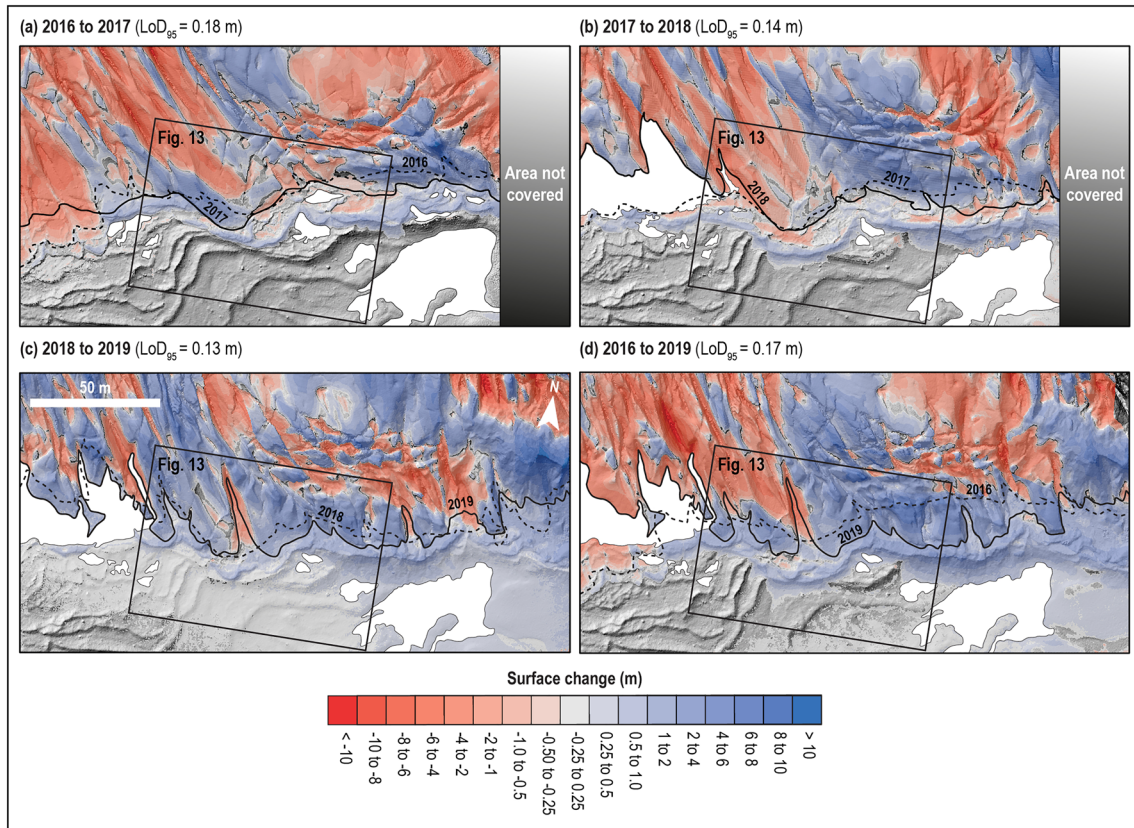 (a) 2016 to 2017 (LoD95 = 0.18 m)
Fig. 13
2016
2017
Area not
covered
(b) 2017 to 2018 (LoD95 = 0.14 m)
Fig. 13
2017
2018
Area not
covered
(c) 2018 to 2019 (LoD95 = 0.13 m)
50 m
N
Fig. 13
2018
2019
(d) 2016 to 2019 (LoD95 = 0.17 m)
Fig. 13
2016
2019
Surface change (m)
< -10
-10 to -8
-8 to -6
-6 to -4
-4 to -2
-2 to -1
-1.0 to -0.5
-0.50 to -0.25
-0.25 to 0.25
0.25 to 0.5
0.5 to 1.0
1 to 2
2 to 4
4 to 6
6 to 8
8 to 10
> 10